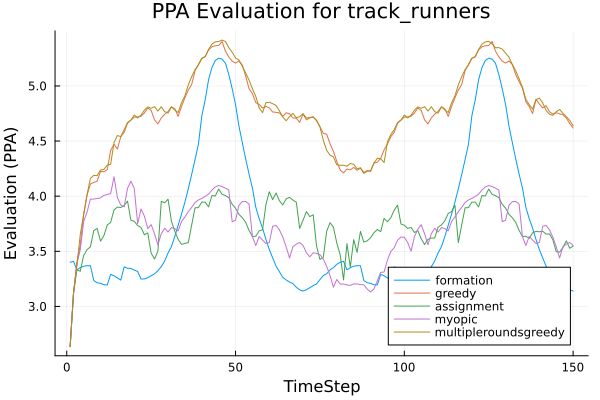 PPA Evaluation for track_runners
Evaluation (PPA)
5.0
4.5
4.0
3.5
3.0
formation
greedy
assignment
myopic
multipleroundsgreedy
0
50
100
150
TimeStep